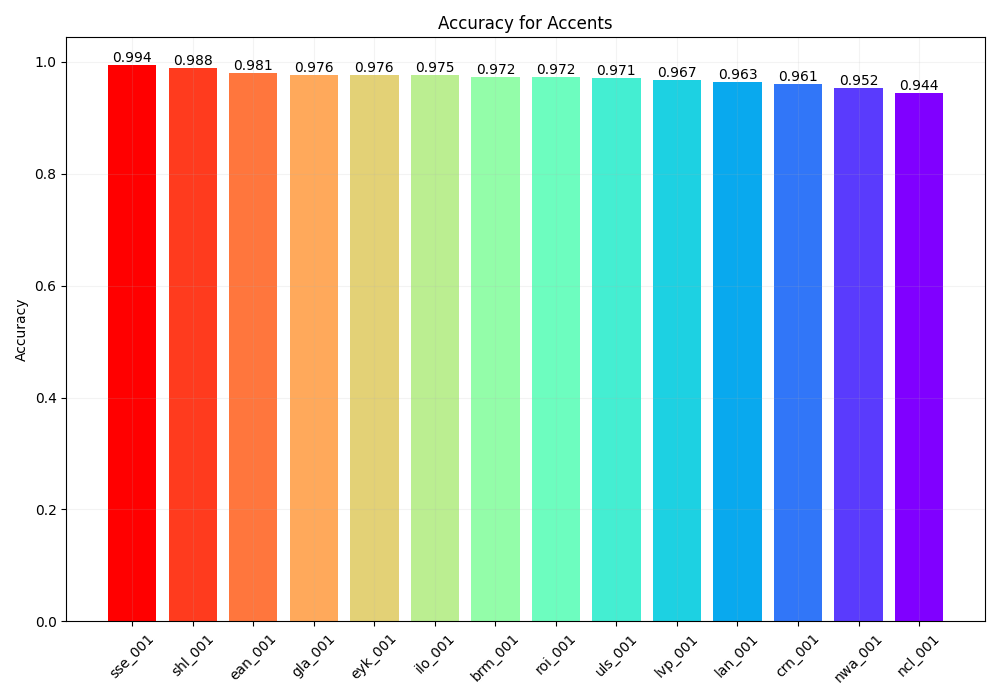 Accuracy for Accents
0.994 0.988 0.981 0.976 0.976 0.975 0.972 0.972 0.971 0.967 0.963 0.961 0.952 0.944
1.0
0.8
0.6
0.4
0.2
0.0
Accuracy
sse_001 shl_001 ean_001 gla_001 eyk_001 ilo_001 brm_001 roi_001 uls_001 lvp_001 lan_001 crn_001 nwa_001 ncl_001